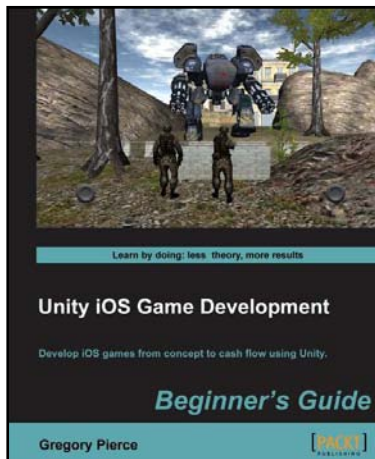 Learn by doing: less theory, more results
Unity iOS Game Development
Develop iOS games from concept to cash flow using Unity.
Beginner's Guide
Gregory Pierce
[PACKT]
PUBLISHING